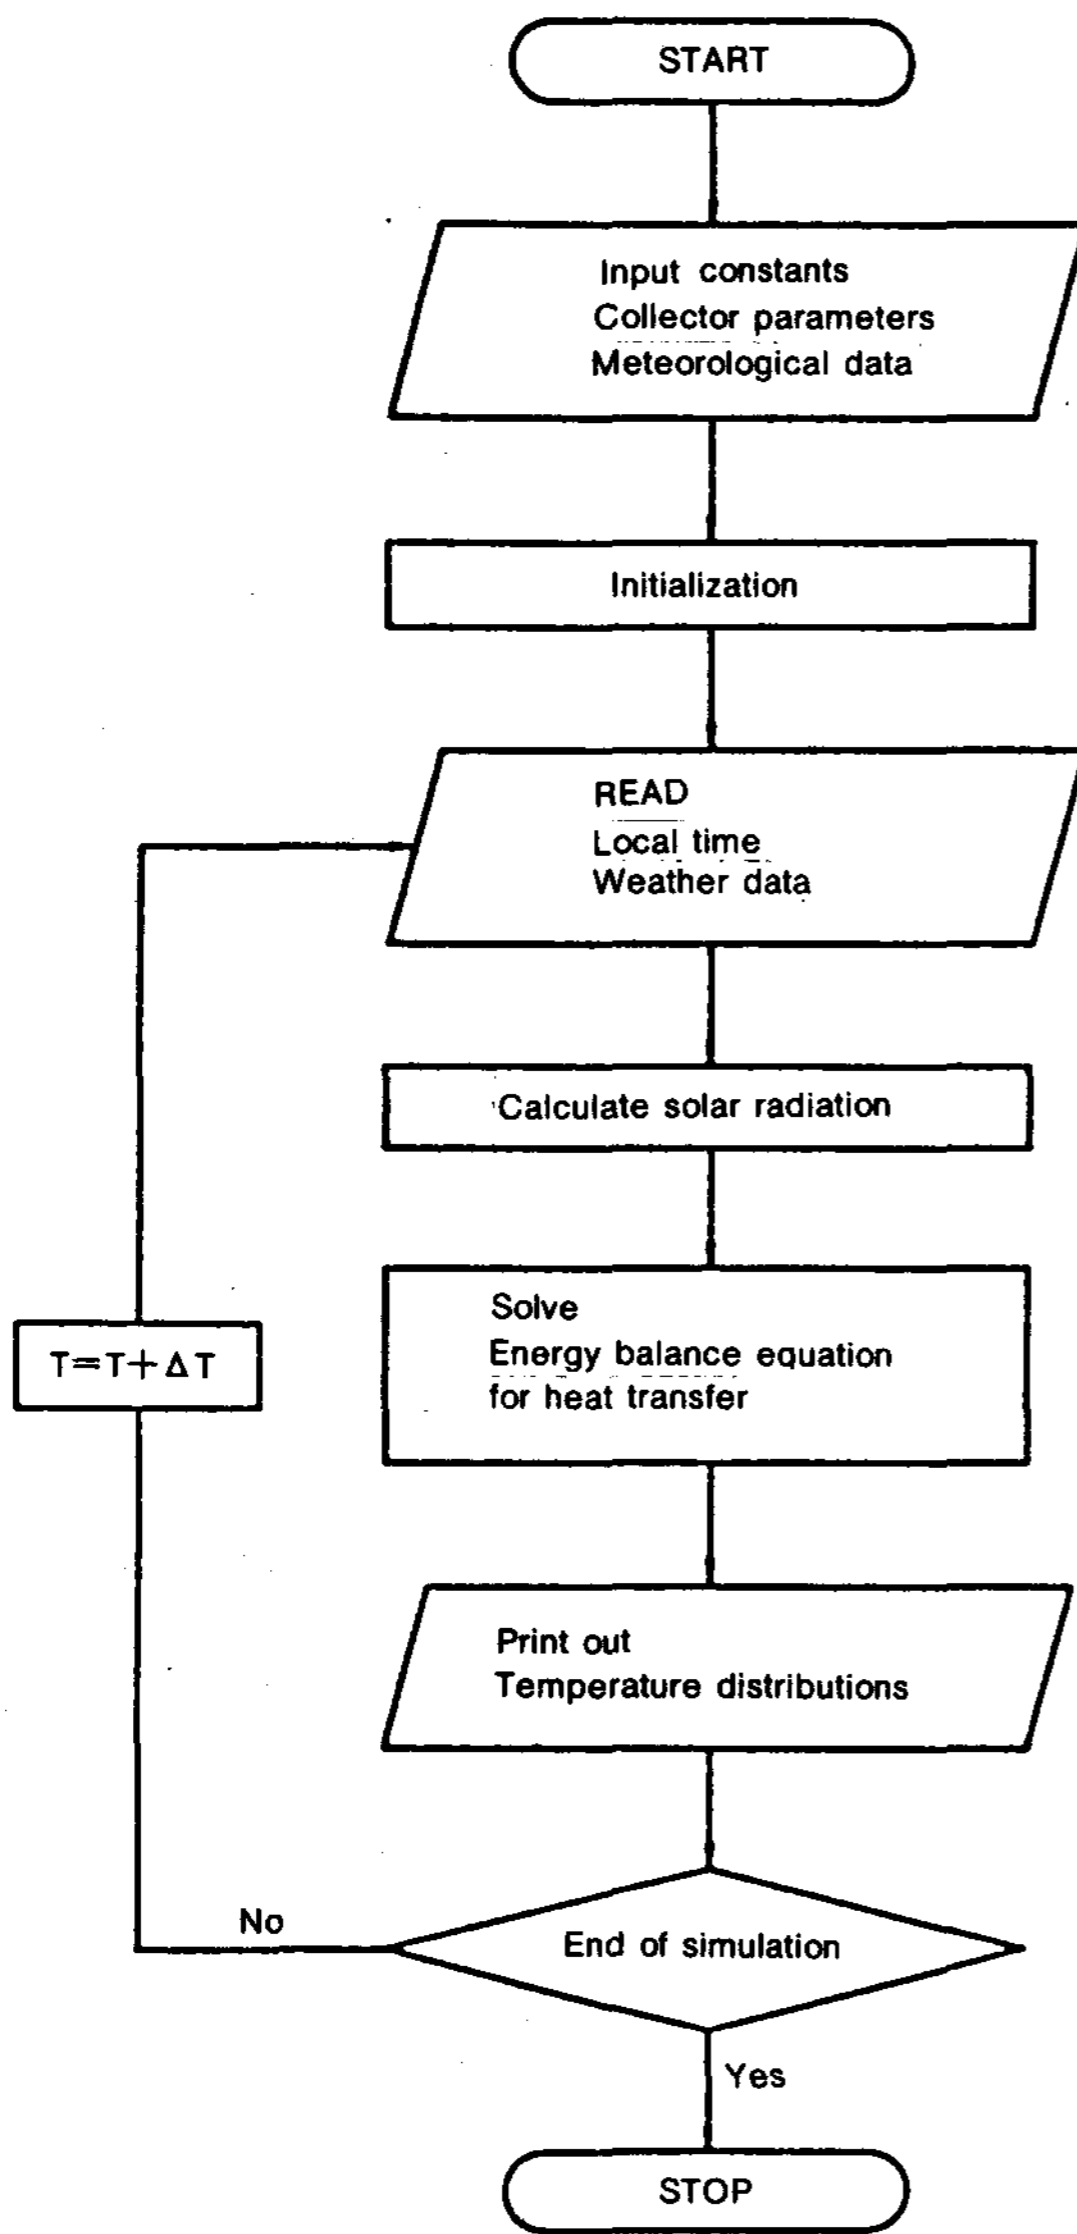 START
Input constants
Collector parameters
Meteorological data
Initialization
READ
Local time
Weather data
Calculate solar radiation
Solve
Energy balance equation
for heat transfer
T=T+ΔT
Print out
Temperature distributions
No
End of simulation
Yes
STOP